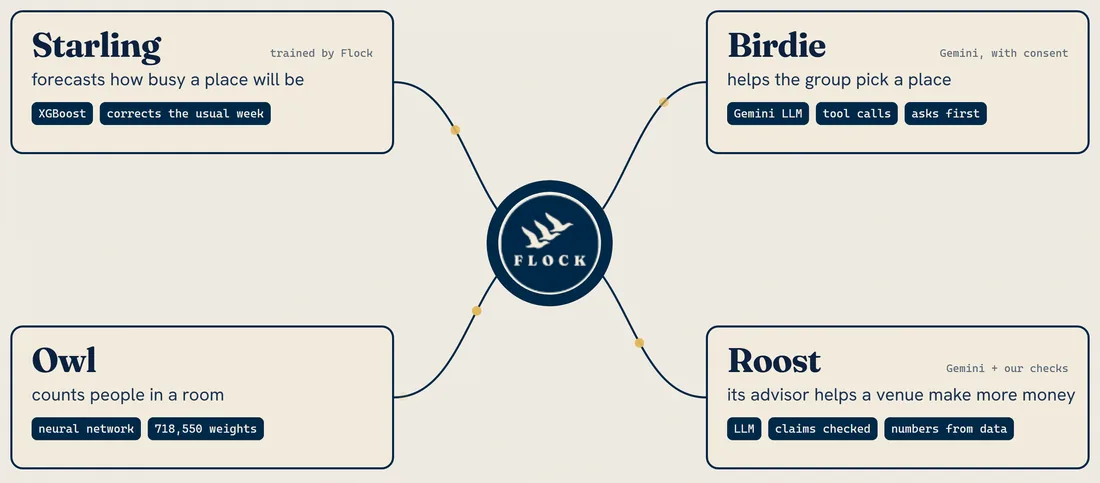 Starling
trained by Flock
forecasts how busy a place will be
XGBoost
corrects the usual week
Birdie
Gemini, with consent
helps the group pick a place
Gemini LLM
tool calls
asks first
FLOCK
Owl
counts people in a room
neural network
718,550 weights
Roost
Gemini + our checks
its advisor helps a venue make more money
LLM
claims checked
numbers from data